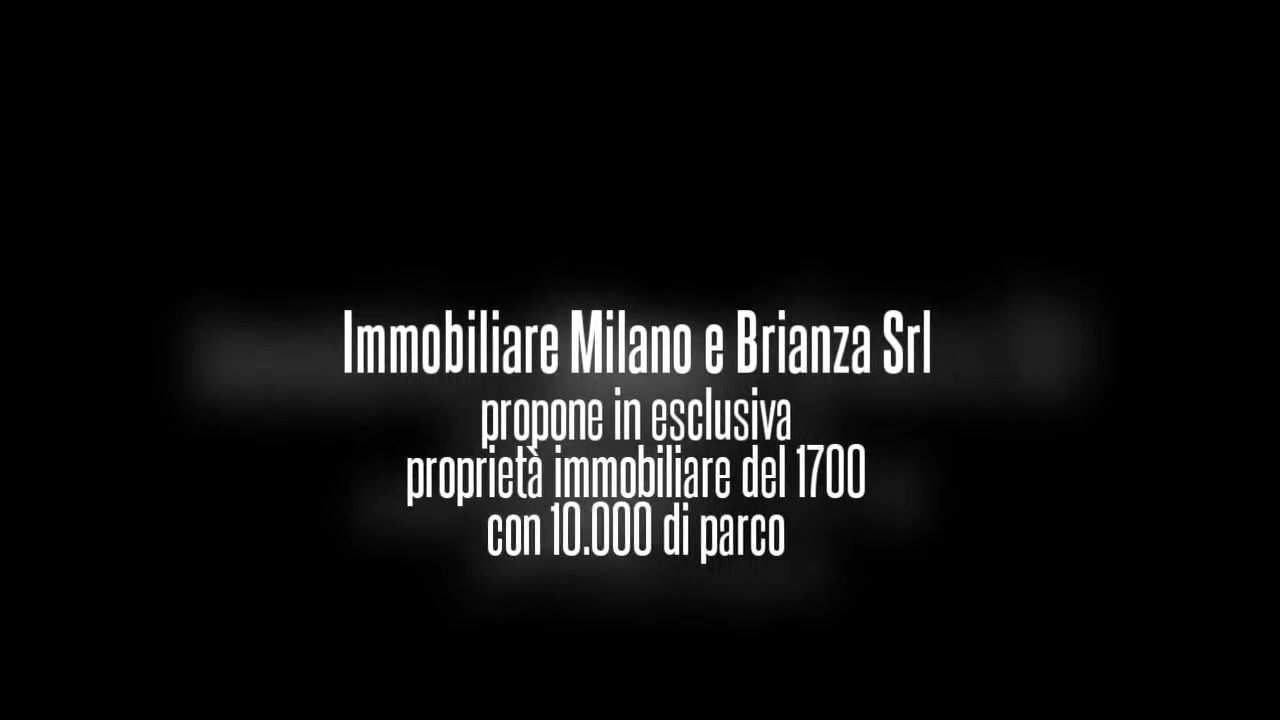 Immobiliare Milano e Brianza Srl
propone in esclusiva
proprietà immobiliare del 1700
con 10.000 di parco